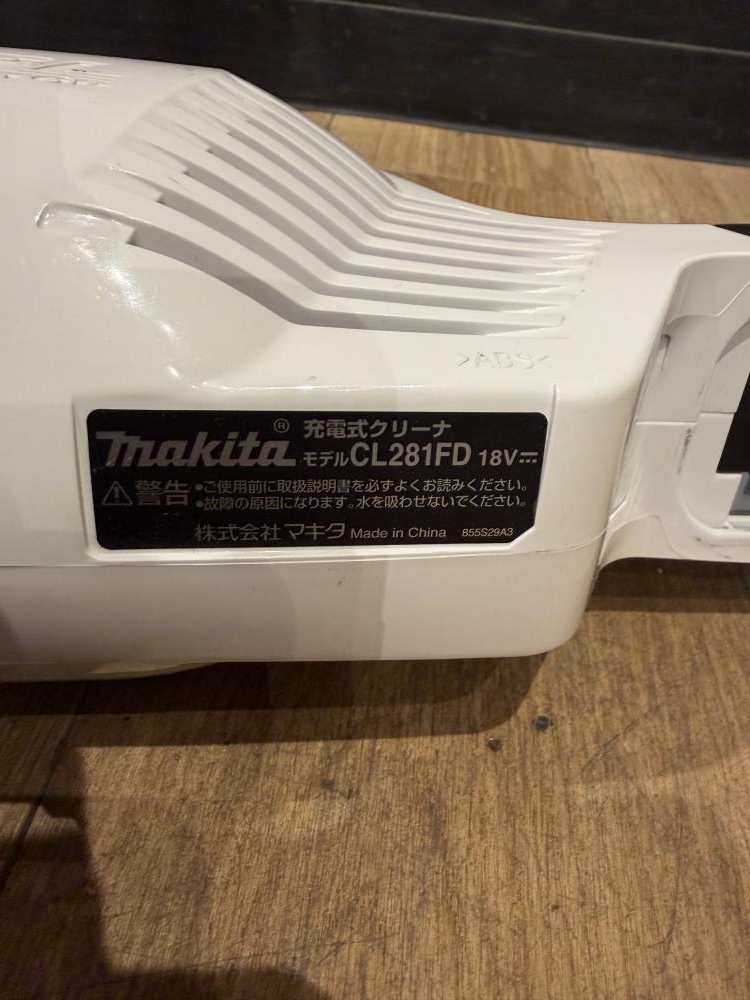 >ABS<
makita® 充電式クリーナ
モデルCL281FD 18V⎓
⚠警告 •ご使用前に取扱説明書を必ずよくお読みください。
•故障の原因になります。水を吸わせないでください。
株式会社マキタ Made in China 855S29A3